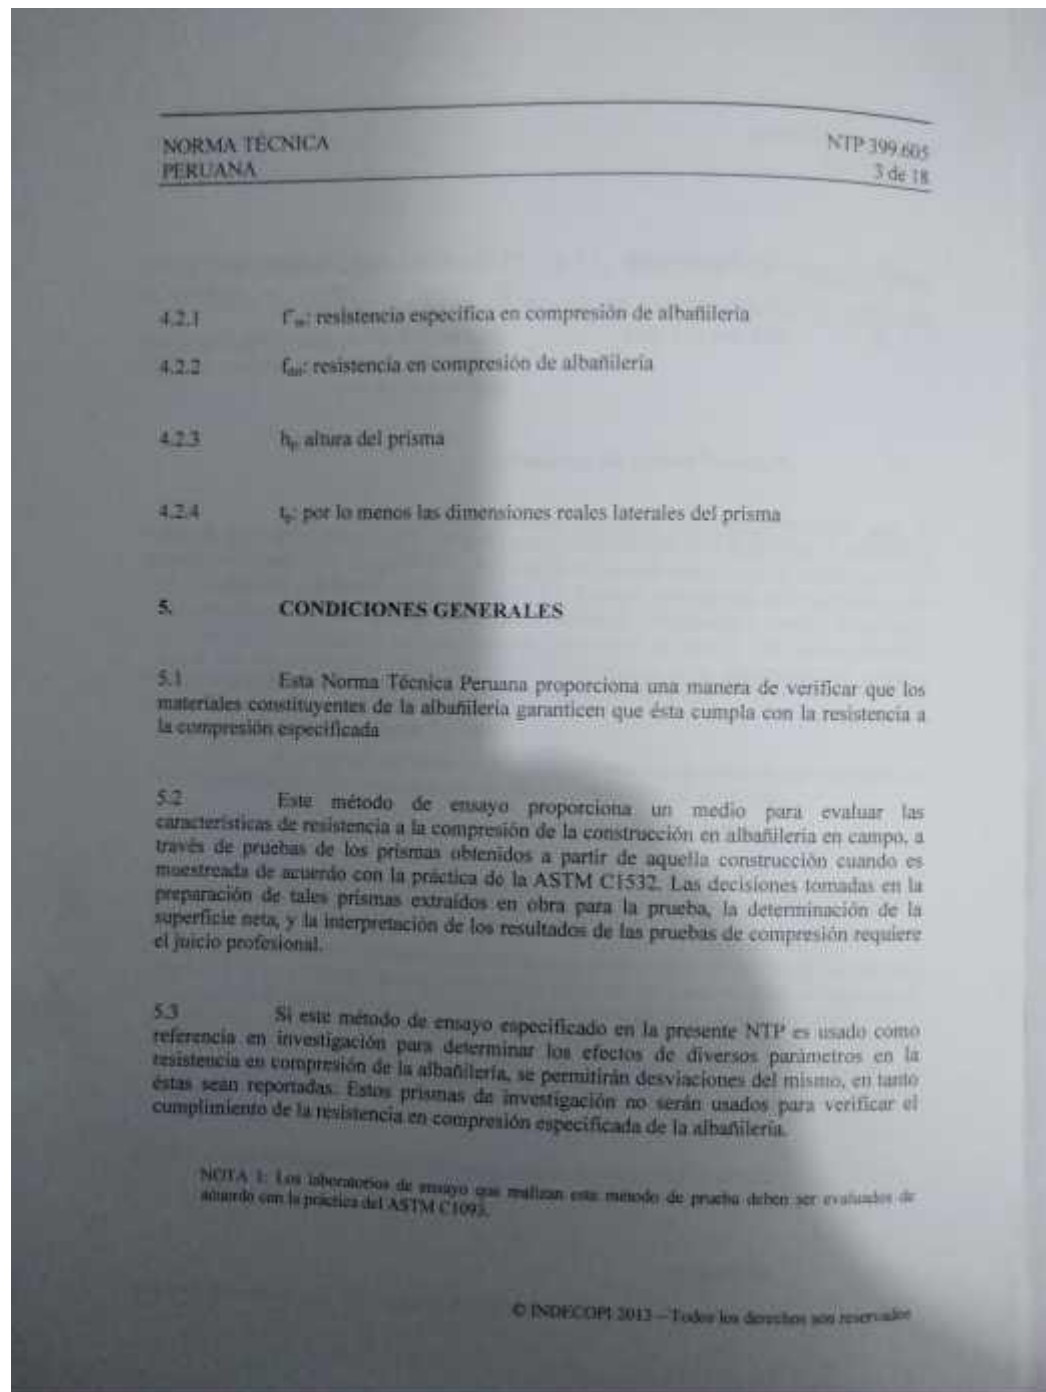 NORMA TÉCNICA
PERUANA
NTP 399.605
3 de 18
4.2.1 f'm: resistencia específica en compresión de albañilería
4.2.2 fmt: resistencia en compresión de albañilería
4.2.3 hp: altura del prisma
4.2.4 tp: por lo menos las dimensiones reales laterales del prisma
5. CONDICIONES GENERALES
5.1 Esta Norma Técnica Peruana proporciona una manera de verificar que los
materiales constituyentes de la albañilería garanticen que ésta cumpla con la resistencia a
la compresión especificada
5.2 Este método de ensayo proporciona un medio para evaluar las
características de resistencia a la compresión de la construcción en albañilería en campo, a
través de pruebas de los prismas obtenidos a partir de aquella construcción cuando es
muestreada de acuerdo con la práctica de la ASTM C1532. Las decisiones tomadas en la
preparación de tales prismas extraídos en obra para la prueba, la determinación de la
superficie neta, y la interpretación de los resultados de las pruebas de compresión requiere
el juicio profesional.
5.3 Si este método de ensayo especificado en la presente NTP es usado como
referencia en investigación para determinar los efectos de diversos parámetros en la
resistencia en compresión de la albañilería, se permitirán desviaciones del mismo, en tanto
éstas sean reportadas. Estos prismas de investigación no serán usados para verificar el
cumplimiento de la resistencia en compresión especificada de la albañilería.
NOTA 1: Los laboratorios de ensayo que realizan este método de prueba deben ser evaluados de
acuerdo con la práctica del ASTM C1093.
© INDECOPI 2013 – Todos los derechos son reservados